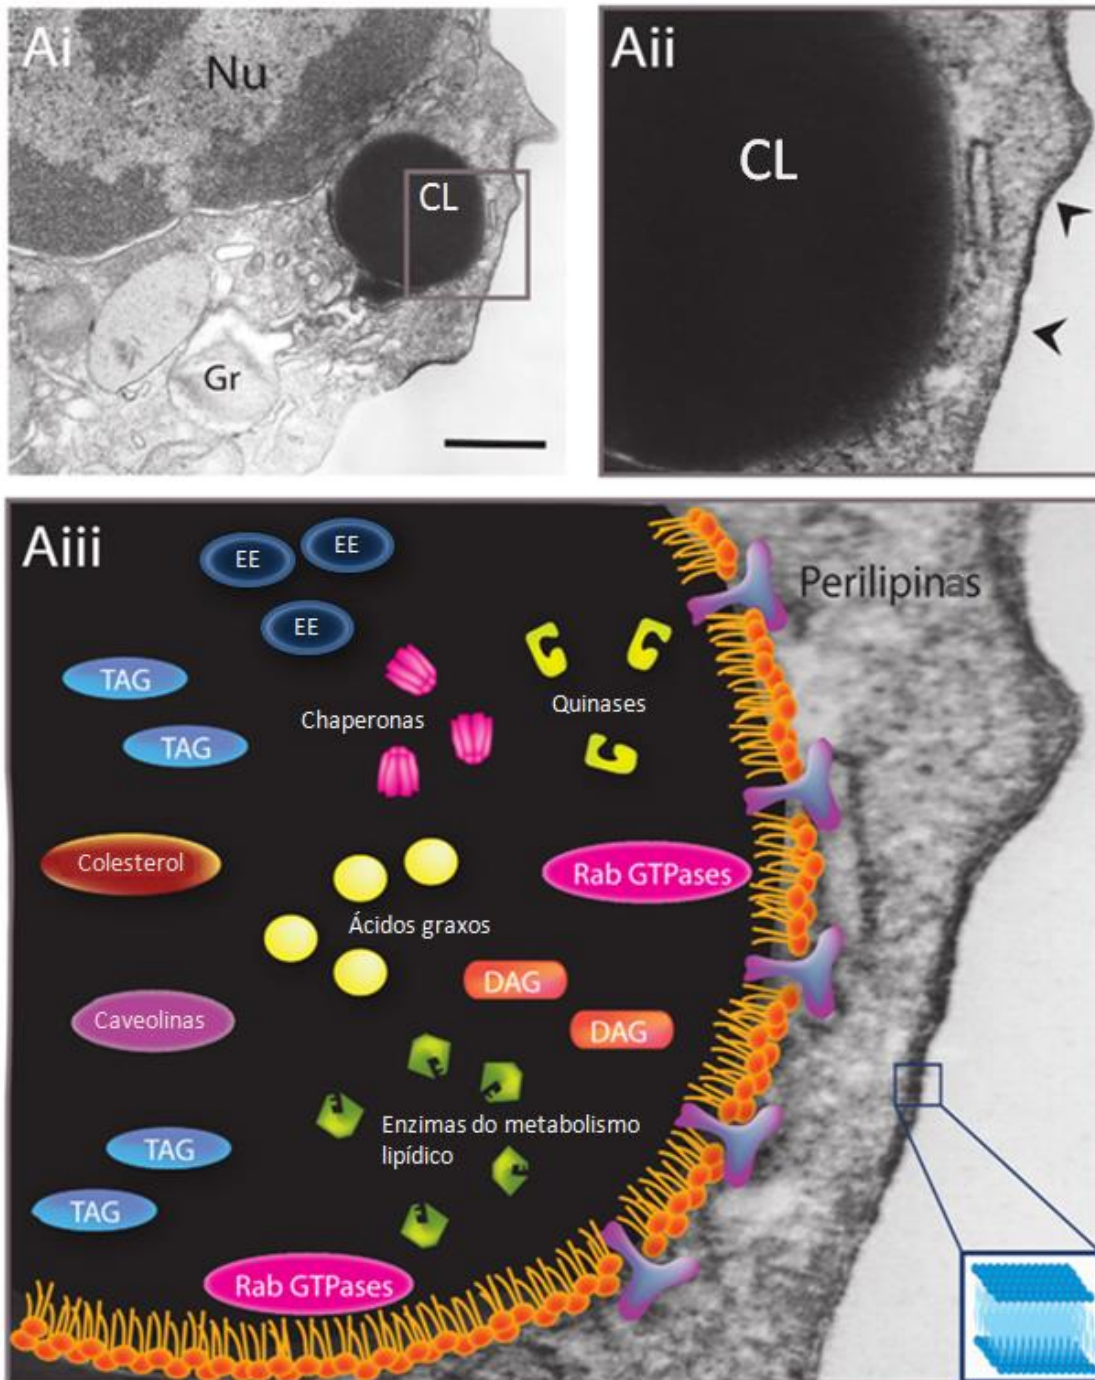 Ai
Nu
CL
Gr
Aii
CL
Aiii
EE
EE
EE
Perilipinas
TAG
TAG
Chaperonas
Quinases
Colesterol
Rab GTPases
Ácidos graxos
DAG
DAG
Caveolinas
Enzimas do metabolismo
lipídico
TAG
TAG
Rab GTPases